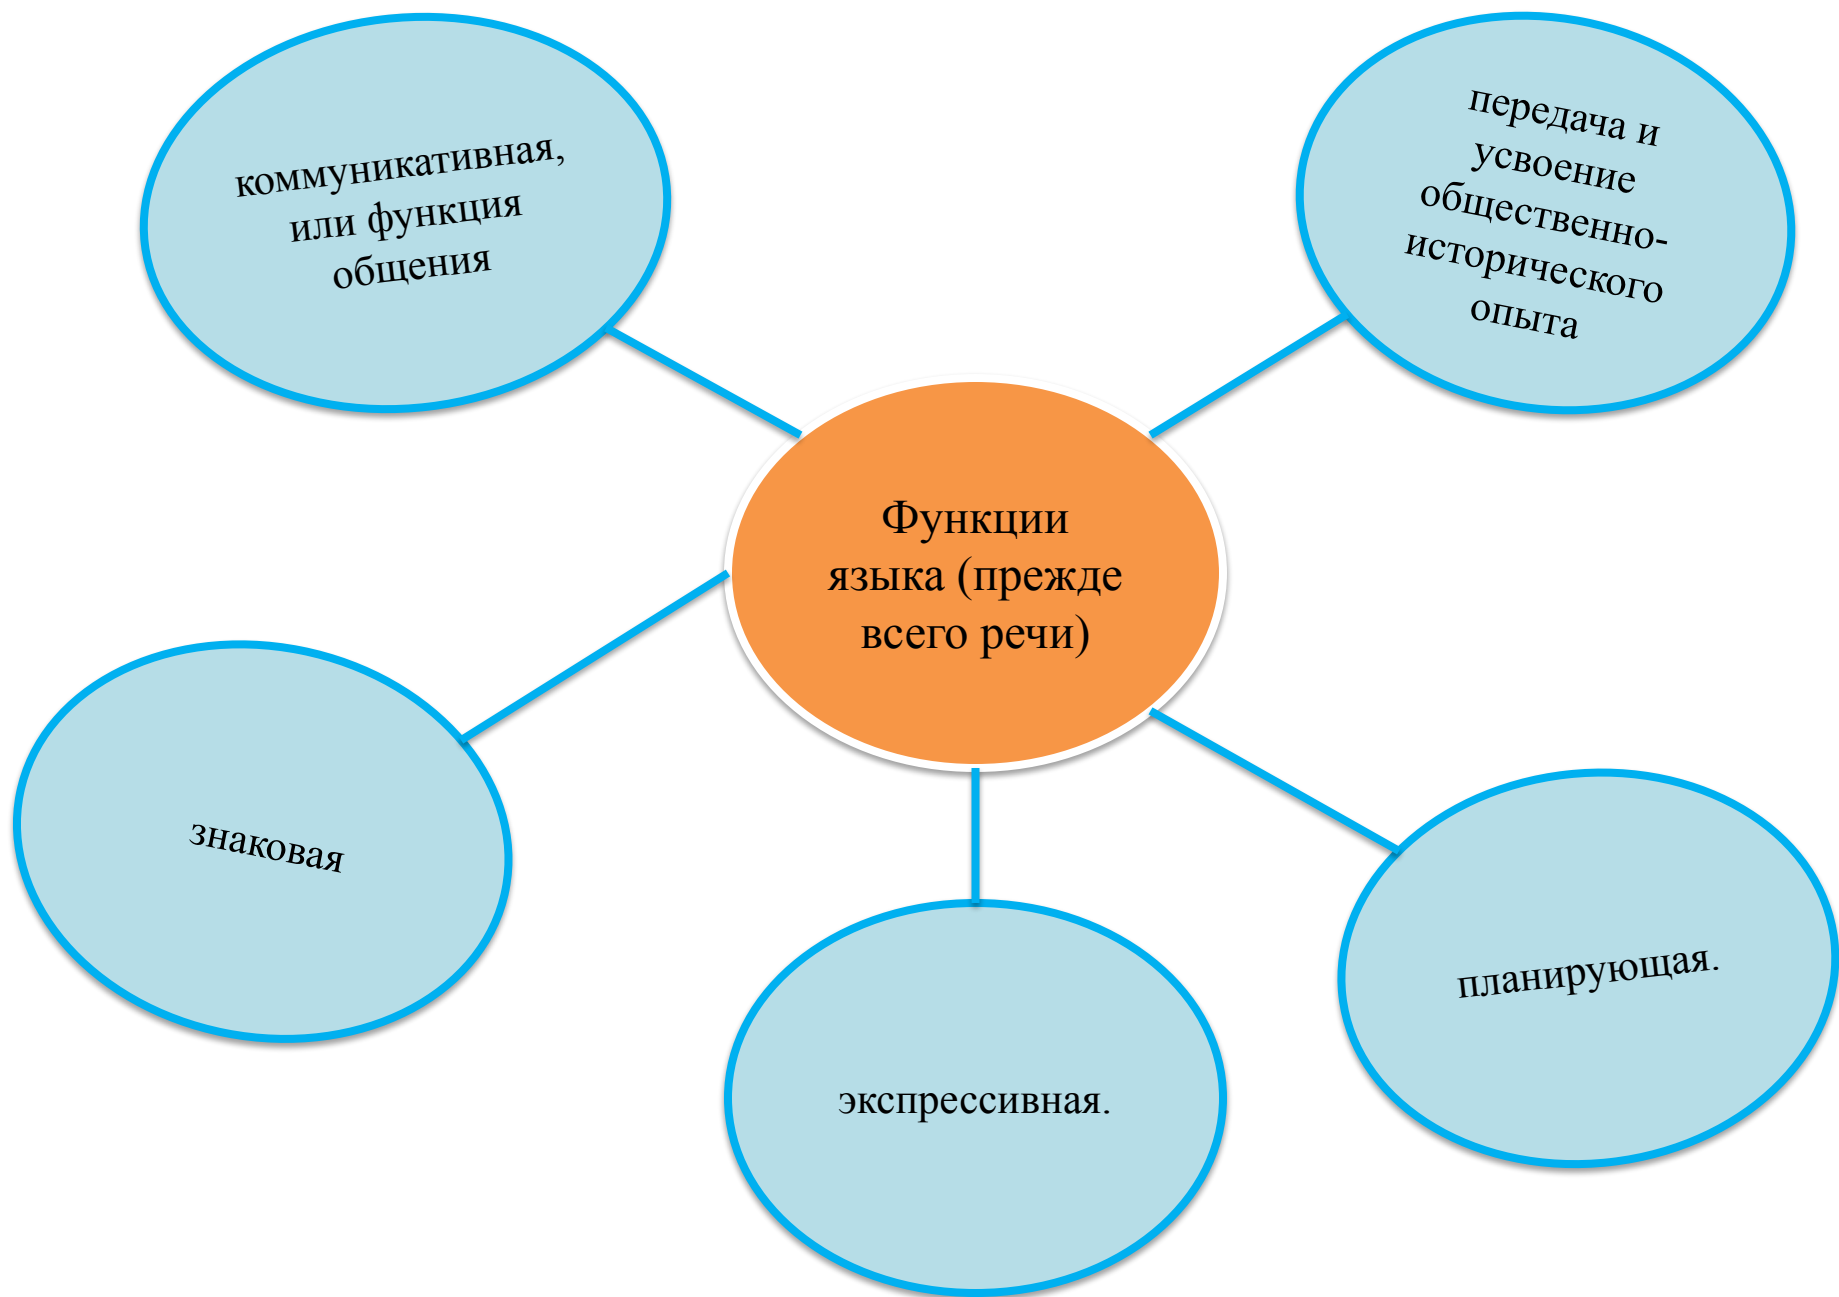 коммуникативная,
или функция
общения
передача и
усвоение
общественно-
исторического
опыта
Функции
языка (прежде
всего речи)
знаковая
экспрессивная.
планирующая.